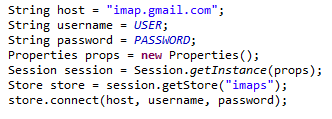 String host = "imap.gmail.com";
String username = USER;
String password = PASSWORD;
Properties props = new Properties();
Session session = Session.getInstance(props);
Store store = session.getStore("imaps");
store.connect(host, username, password);